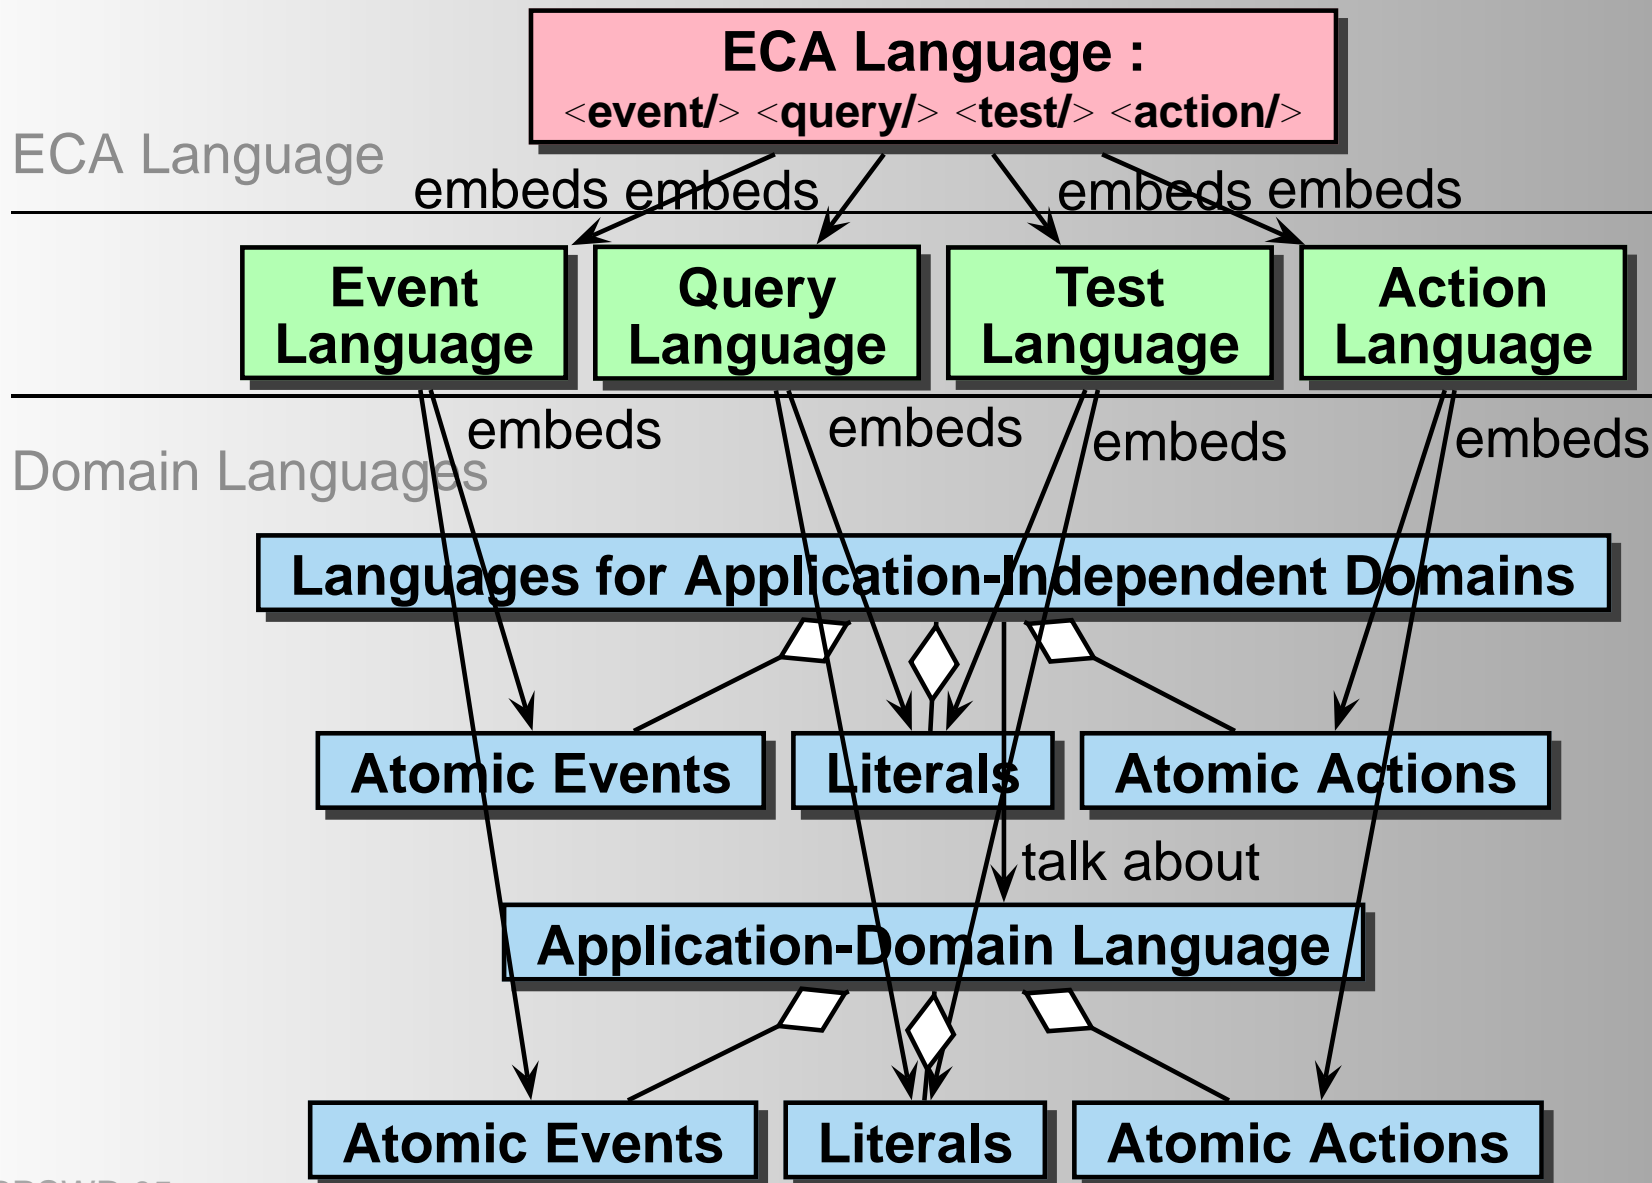 ECA Language :
<event/> <query/> <test/> <action/>
ECA Language
embeds embeds embeds embeds
Event Language
Query Language
Test Language
Action Language
embeds embeds embeds embeds
Domain Languages
Languages for Application-Independent Domains
Atomic Events
Literals
Atomic Actions
talk about
Application-Domain Language
Atomic Events
Literals
Atomic Actions